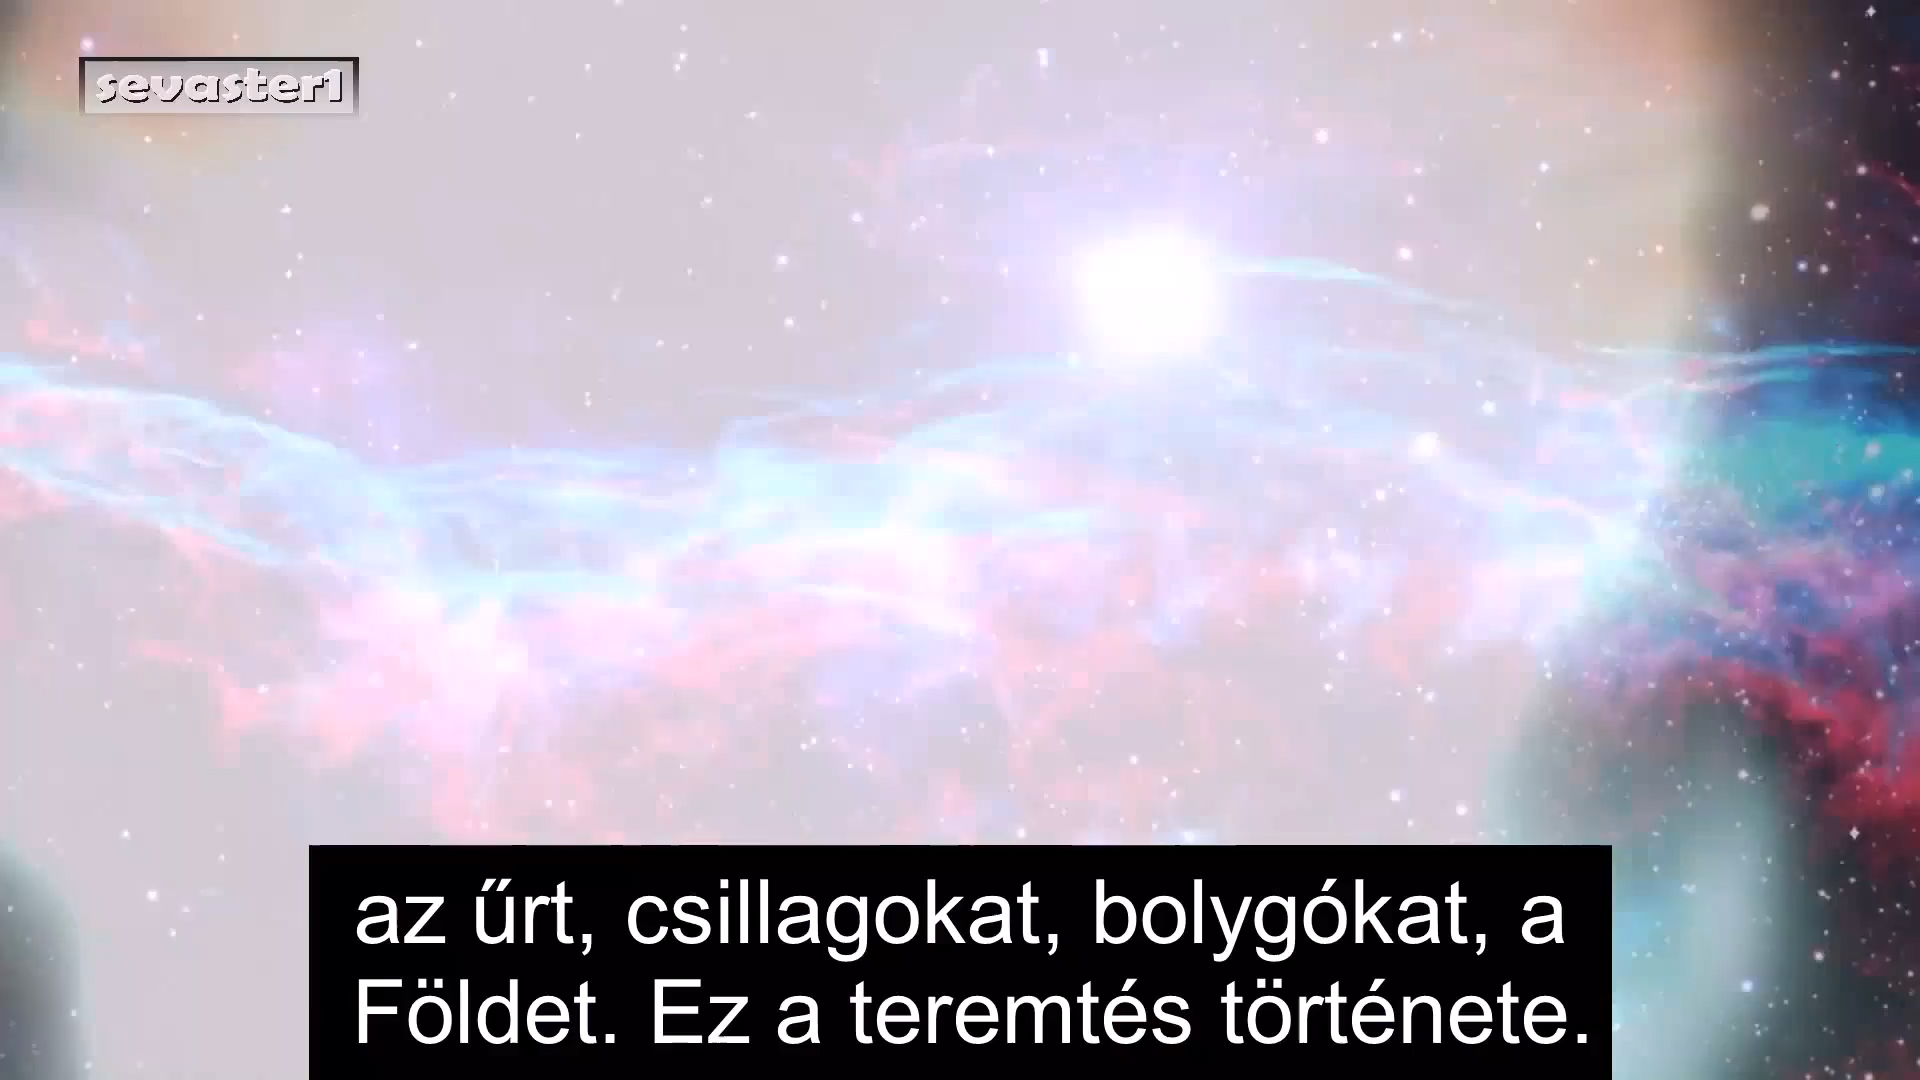 sevaster1
az űrt, csillagokat, bolygókat, a
Földet. Ez a teremtés története.